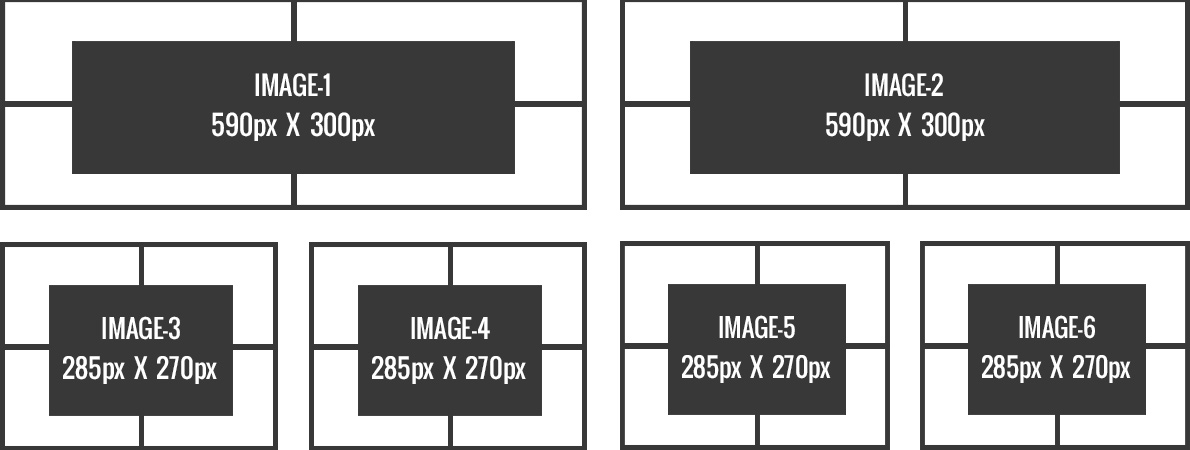 IMAGE-1
590px X 300px
IMAGE-2
590px X 300px
IMAGE-3
285px X 270px
IMAGE-4
285px X 270px
IMAGE-5
285px X 270px
IMAGE-6
285px X 270px